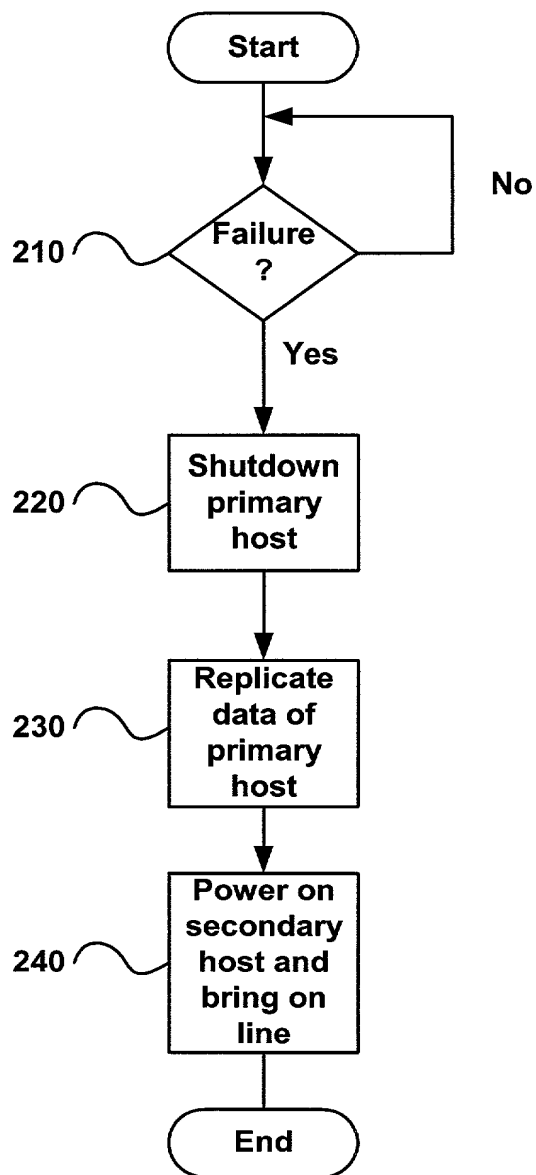 Start
No
210
Failure
?
Yes
220
Shutdown
primary
host
230
Replicate
data of
primary
host
240
Power on
secondary
host and
bring on
line
End